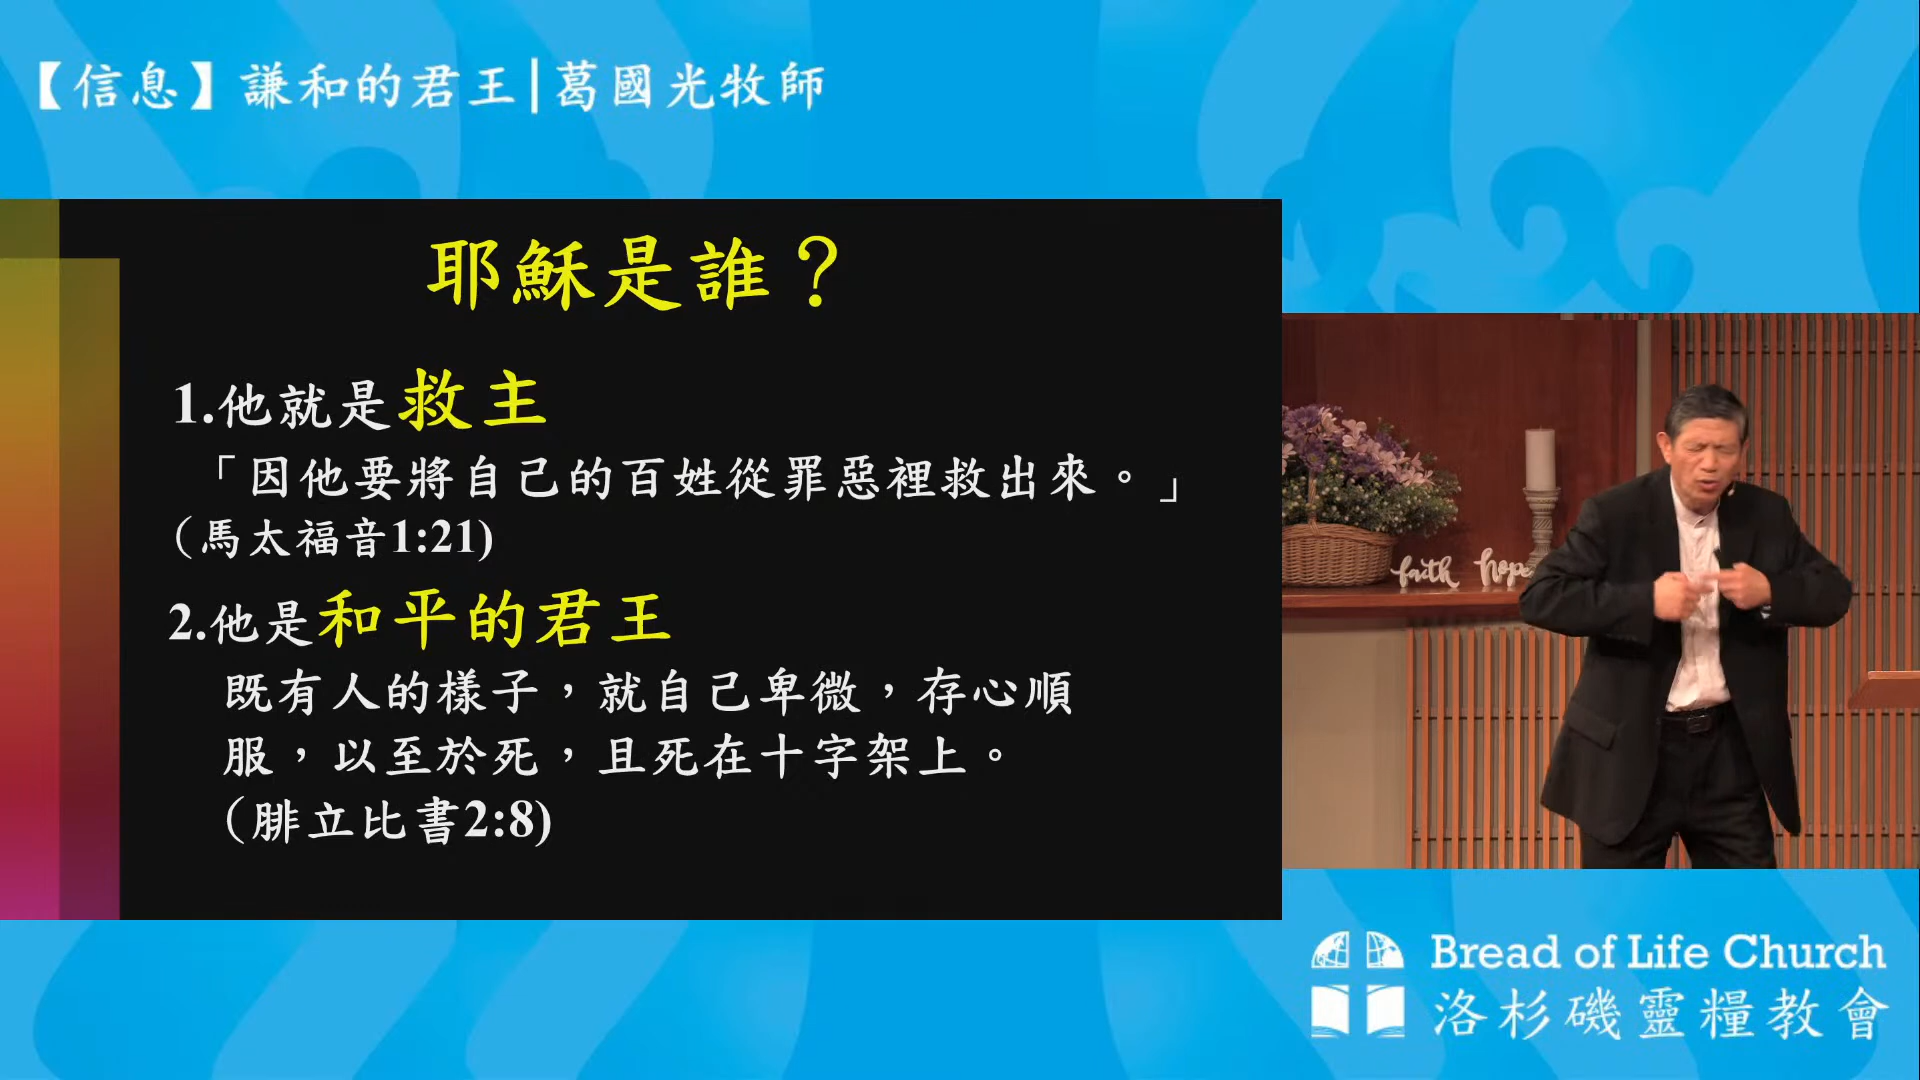 【信息】謙和的君王|葛國光牧師
耶穌是誰？
1.他就是救主
「因他要將自己的百姓從罪惡裡救出來。」
(馬太福音1:21)
2.他是和平的君王
既有人的樣子，就自己卑微，存心順
服，以至於死，且死在十字架上。
(腓立比書2:8)
faith hope
Bread of Life Church
洛杉磯靈糧教會